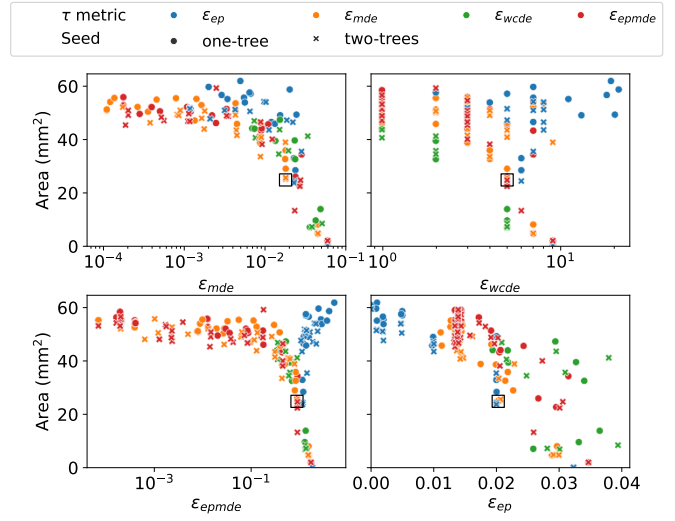 τ metric ε_ep ε_mde ε_wcde ε_epmde
Seed one-tree two-trees
Area (mm²)
60
40
20
0
10⁻⁴ 10⁻³ 10⁻² 10⁻¹
ε_mde
10⁰ 10¹
ε_wcde
Area (mm²)
60
40
20
0
10⁻³ 10⁻¹
ε_epmde
0.00 0.01 0.02 0.03 0.04
ε_ep